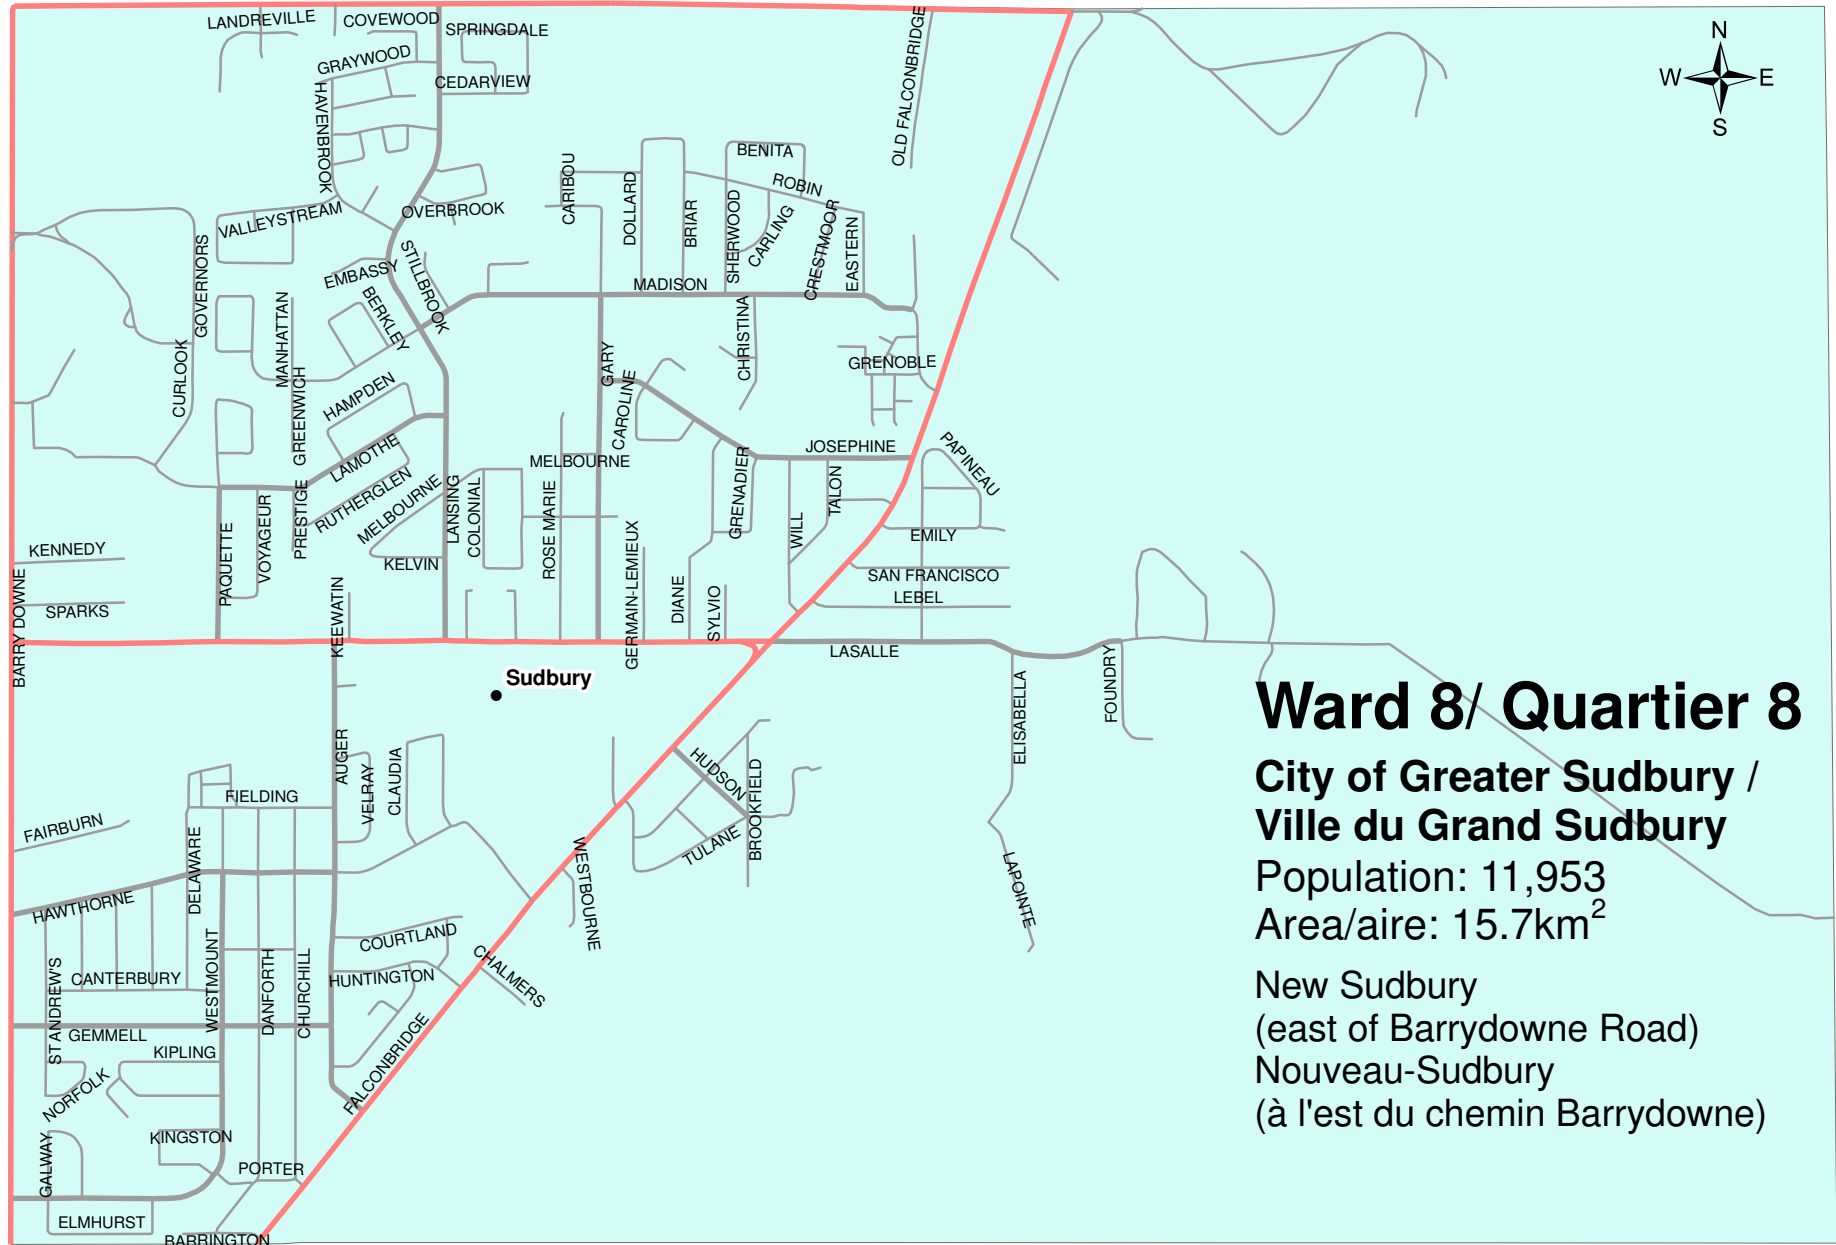 LANDREVILLE
COVEWOOD
SPRINGDALE
GRAYWOOD
CEDARVIEW
HAVENBROOK
OLD FALCONBRIDGE
N
W
E
S
BENITA
ROBIN
CARIBOU
DOLLARD
BRIAR
SHERWOOD
CARLING
CRESTMOOR
EASTERN
VALLEYSTREAM
OVERBROOK
GOVERNORS
EMBASSY
STILLBROOK
BERKLEY
MADISON
MANHATTAN
CHRISTINA
CURLOOK
GARY
GRENOBLE
GREENWICH
HAMPDEN
CAROLINE
JOSEPHINE
PAPINEAU
LAMOTHE
MELBOURNE
GRENADIER
TALON
RUTHERGLEN
MELBOURNE
LANSING
COLONIAL
ROSE MARIE
PRESTIGE
VOYAGEUR
PAQUETTE
WILL
EMILY
KENNEDY
KELVIN
GERMAIN-LEMIEUX
DIANE
SYLVIO
SAN FRANCISCO
LEBEL
SPARKS
BARRY DOWNE
KEEWATIN
LASALLE
Sudbury
ELISABELLA
FOUNDRY
Ward 8/ Quartier 8
City of Greater Sudbury /
Ville du Grand Sudbury
Population: 11,953
Area/aire: 15.7km2
New Sudbury
(east of Barrydowne Road)
Nouveau-Sudbury
(à l'est du chemin Barrydowne)
AUGER
VELRAY
CLAUDIA
HUDSON
BROOKFIELD
TULANE
FIELDING
FAIRBURN
DELAWARE
WESTBOURNE
LAPOINTE
HAWTHORNE
COURTLAND
HUNTINGTON
CHALMERS
CANTERBURY
ST ANDREW'S
WESTMOUNT
DANFORTH
CHURCHILL
GEMMELL
KIPLING
FALCONBRIDGE
NORFOLK
KINGSTON
GALWAY
PORTER
ELMHURST
BARRINGTON